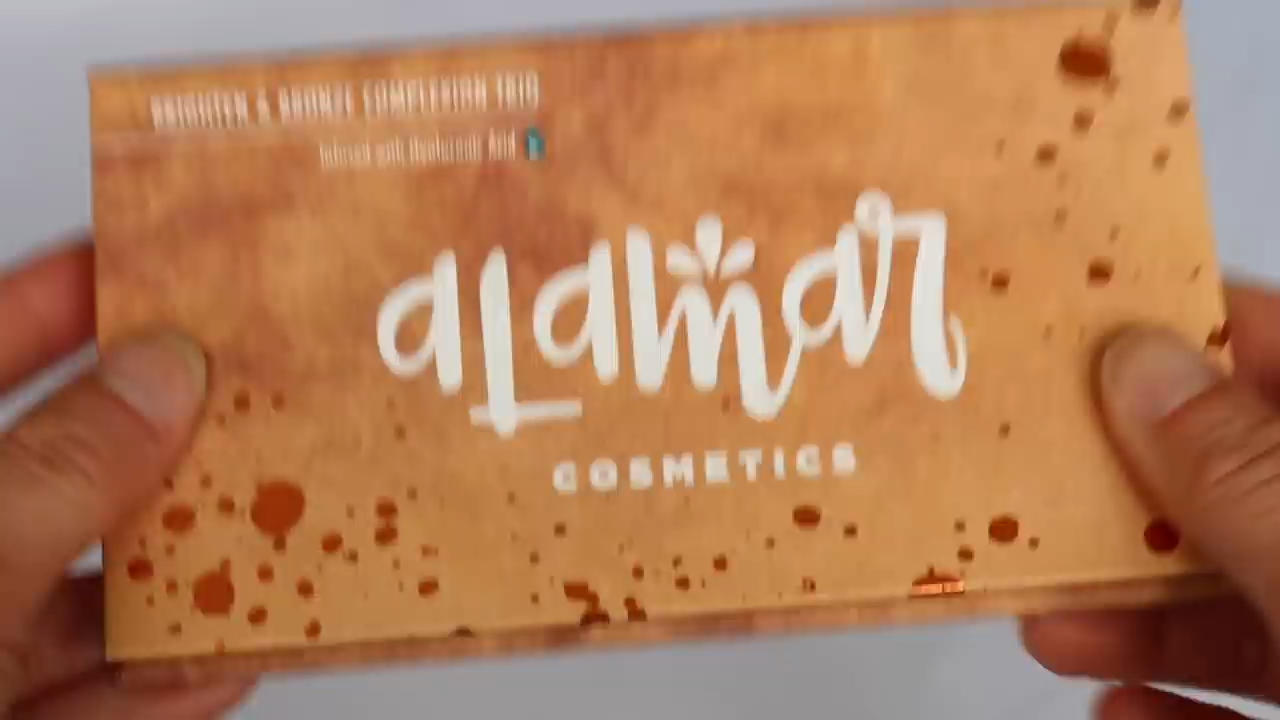 BRIGHTEN & BRONZE COMPLEXION TRIO
Infused with Hyaluronic Acid
aLamar
COSMETICS